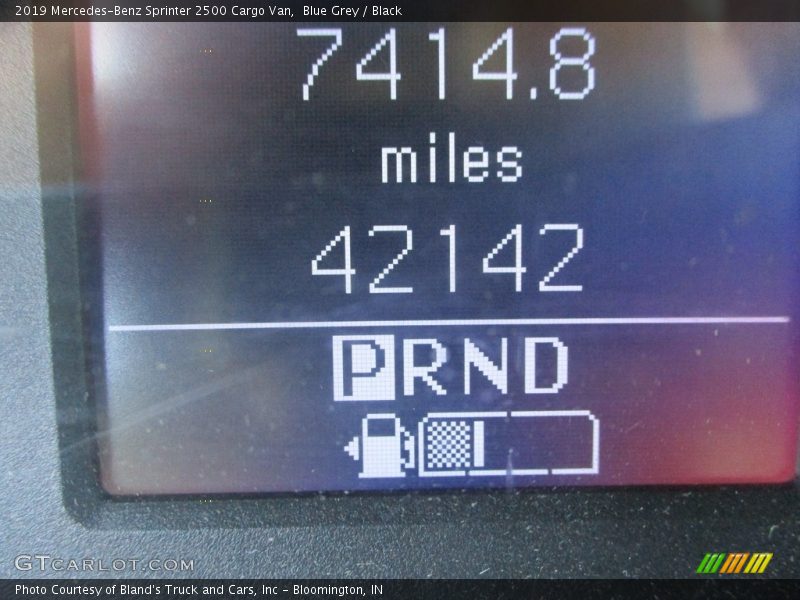 2019 Mercedes-Benz Sprinter 2500 Cargo Van,  Blue Grey / Black
7414.8
miles
42142
PRND
GTCARLOT.COM
Photo Courtesy of Bland's Truck and Cars, Inc - Bloomington, IN